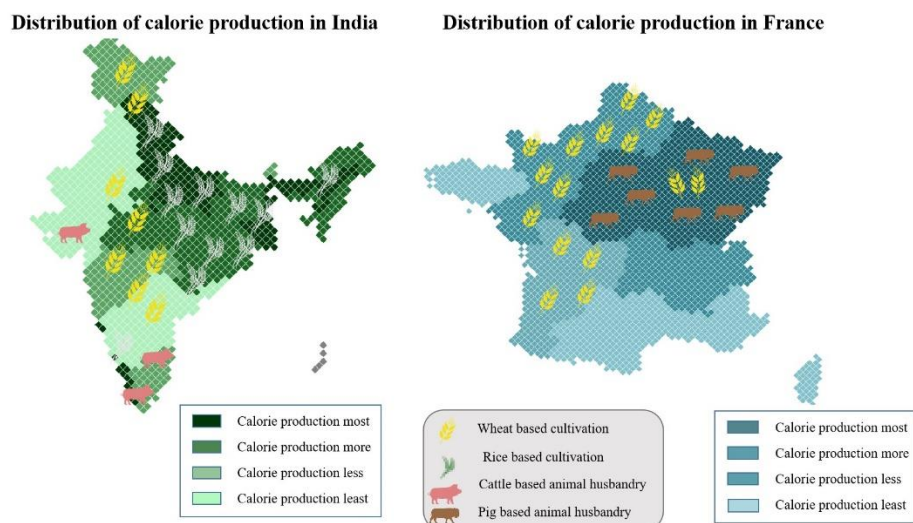 Distribution of calorie production in India
Distribution of calorie production in France
Calorie production most
Calorie production more
Calorie production less
Calorie production least
Wheat based cultivation
Rice based cultivation
Cattle based animal husbandry
Pig based animal husbandry
Calorie production most
Calorie production more
Calorie production less
Calorie production least